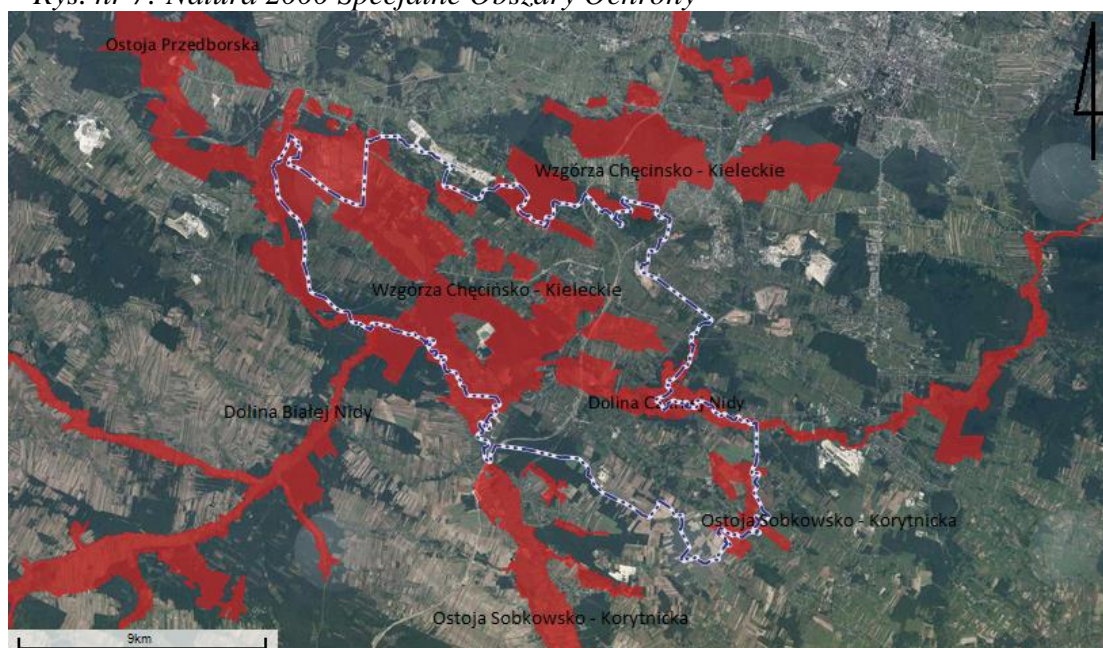 Rys. nr 7. Natura 2000 Specjalne Obszary Ochrony
Ostoja Przedborska
Wzgórza Chęcinsko - Kieleckie
Wzgórza Chęcińsko - Kieleckie
Dolina Białej Nidy
Dolina Czarnej Nidy
Ostoja Sobkowsko - Korytnicka
Ostoja Sobkowsko - Korytnicka
9km